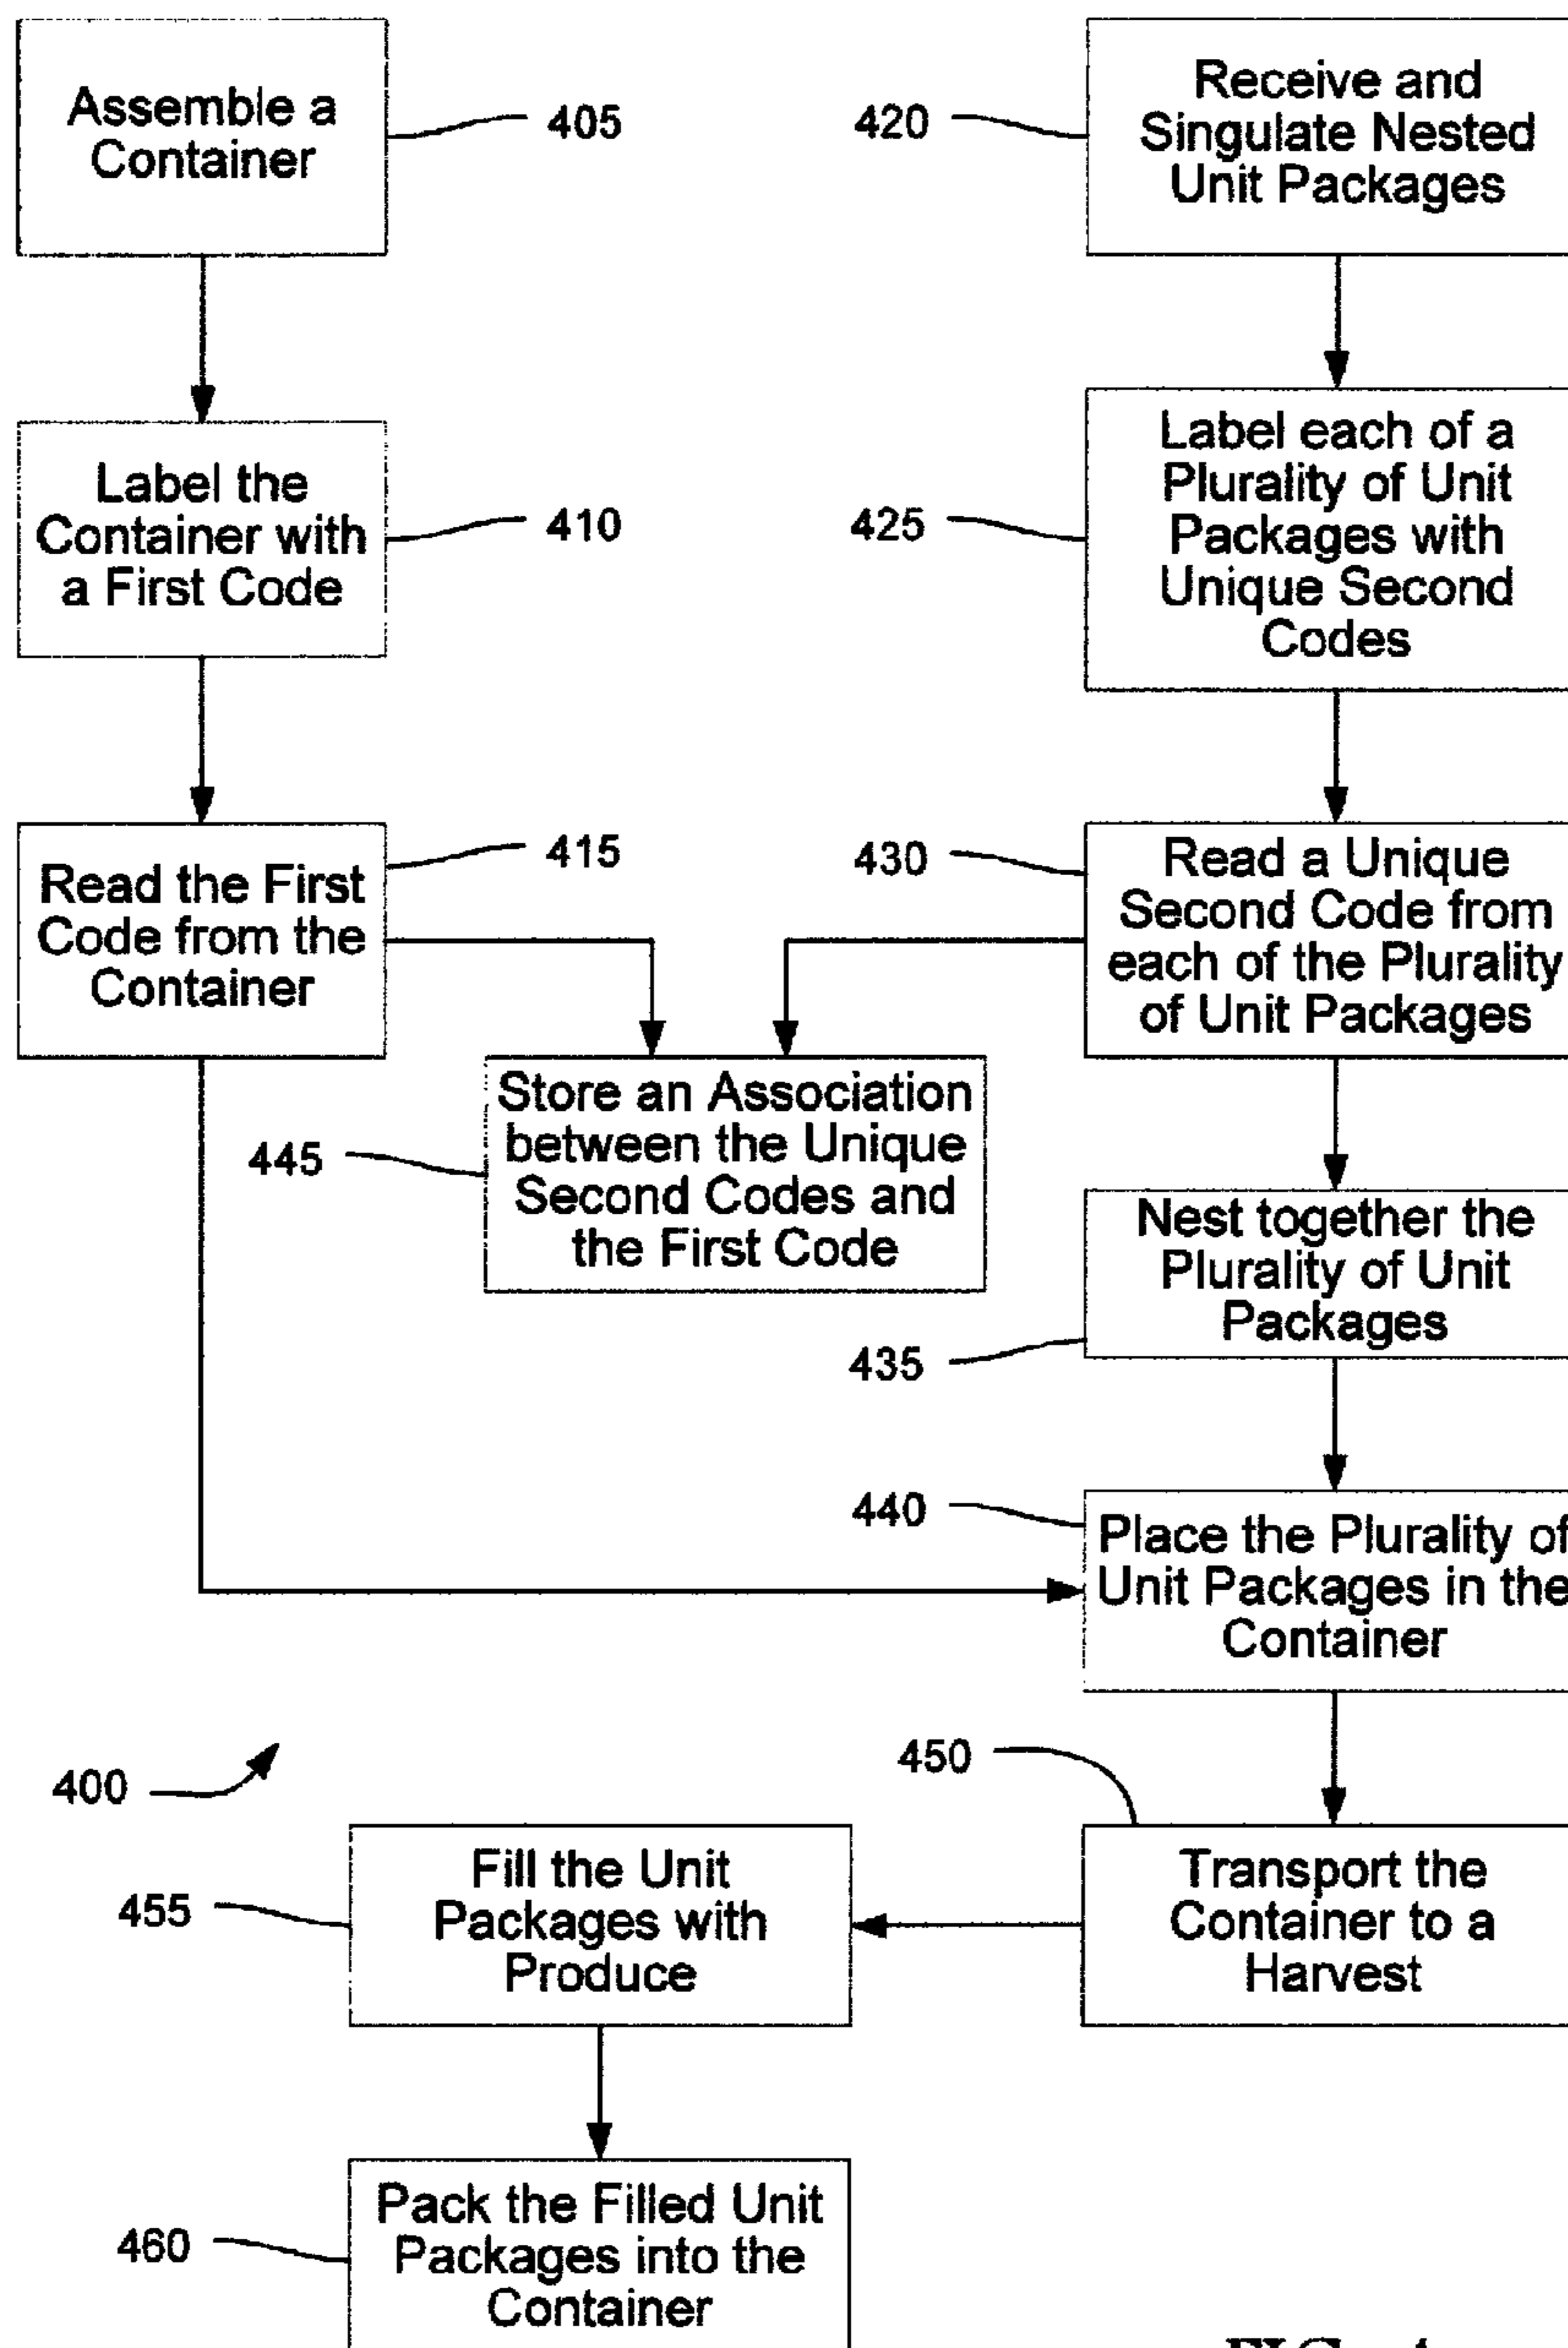 Assemble a
Container
405
420
Receive and
Singulate Nested
Unit Packages
Label the
Container with
a First Code
410
425
Label each of a
Plurality of Unit
Packages with
Unique Second
Codes
Read the First
Code from the
Container
415
430
Read a Unique
Second Code from
each of the Plurality
of Unit Packages
445
Store an Association
between the Unique
Second Codes and
the First Code
Nest together the
Plurality of Unit
Packages
435
440
Place the Plurality of
Unit Packages in the
Container
400
450
455
Fill the Unit
Packages with
Produce
Transport the
Container to a
Harvest
460
Pack the Filled Unit
Packages into the
Container